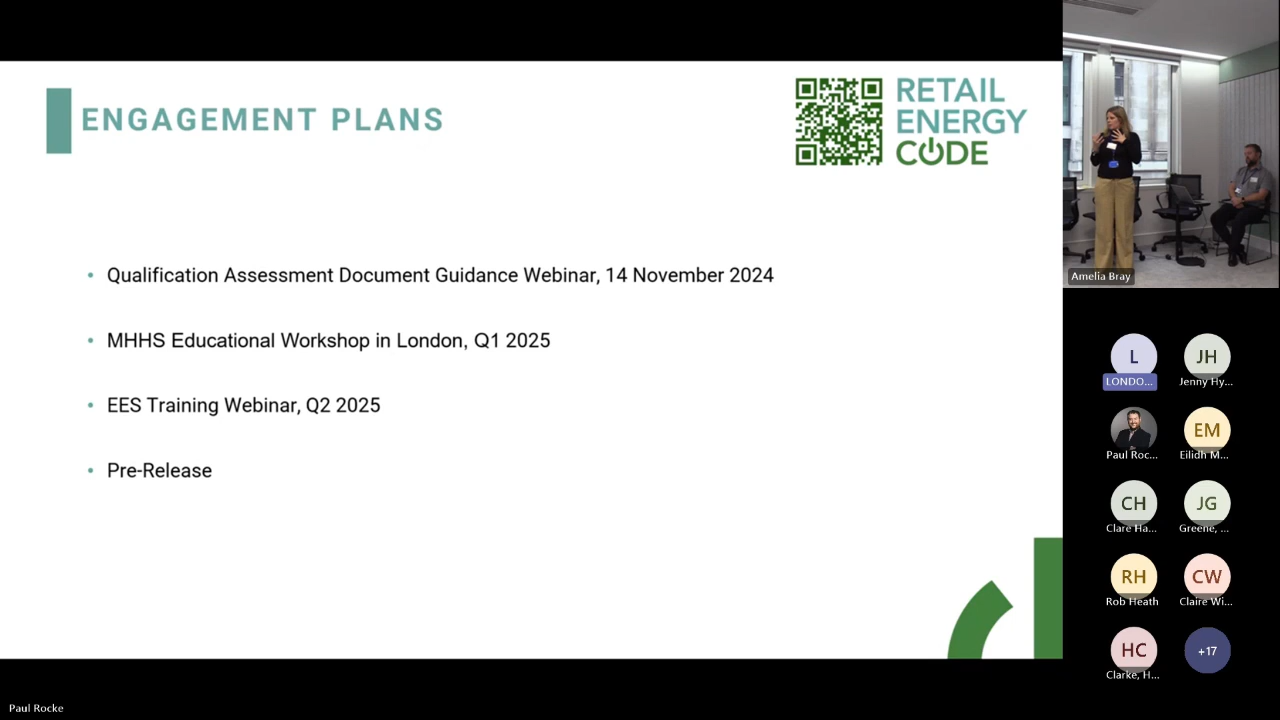 ENGAGEMENT PLANS
RETAIL
ENERGY
CODE
• Qualification Assessment Document Guidance Webinar, 14 November 2024
• MHHS Educational Workshop in London, Q1 2025
• EES Training Webinar, Q2 2025
• Pre-Release
Amelia Bray
L
JH
LONDO...
Jenny Hy...
EM
Paul Roc...
Eilidh M...
CH
JG
Clare Ha...
Greene, ...
RH
CW
Rob Heath
Claire Wi...
HC
+17
Clarke, H...
Paul Rocke